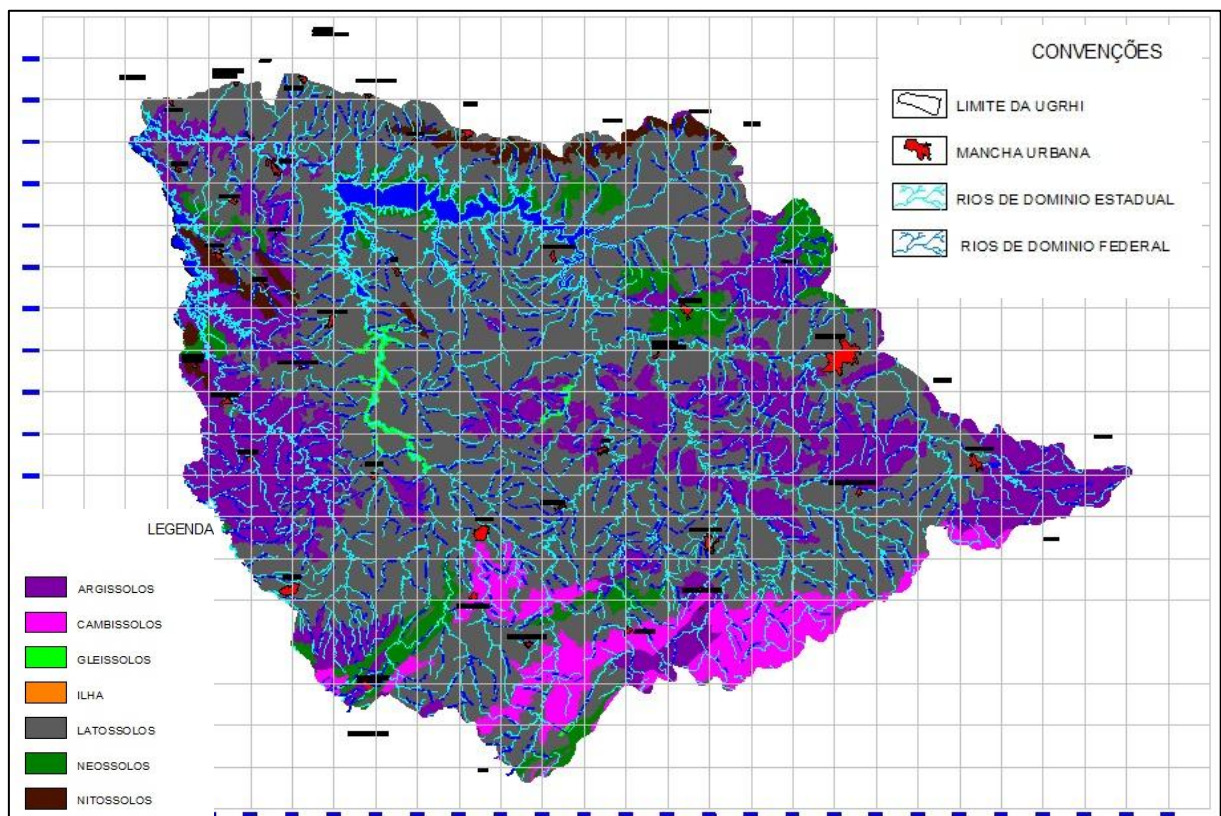 CONVENÇÕES
LIMITE DA UGRHI
MANCHA URBANA
RIOS DE DOMINIO ESTADUAL
RIOS DE DOMINIO FEDERAL
LEGENDA
ARGISSOLOS
CAMBISSOLOS
GLEISSOLOS
ILHA
LATOSSOLOS
NEOSSOLOS
NITOSSOLOS